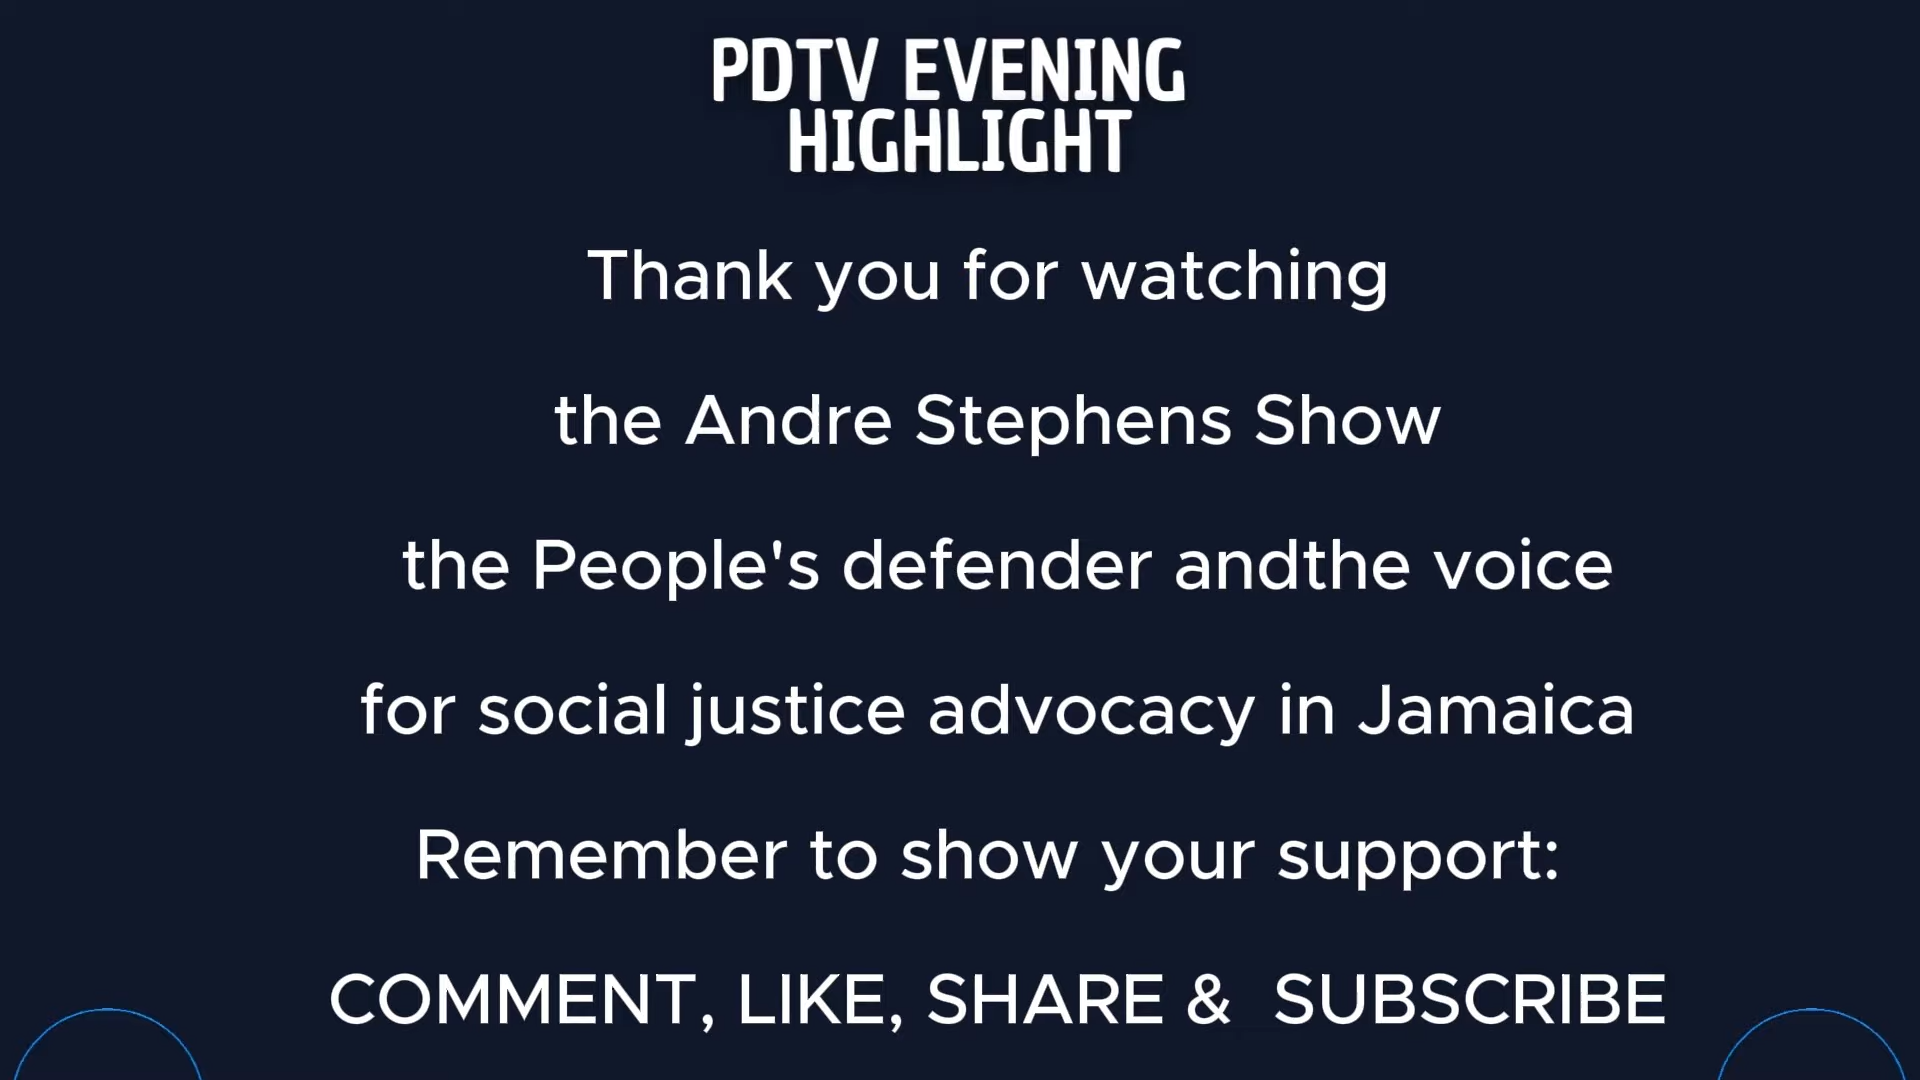 PDTV EVENING
HIGHLIGHT
Thank you for watching
the Andre Stephens Show
the People's defender andthe voice
for social justice advocacy in Jamaica
Remember to show your support:
COMMENT, LIKE, SHARE &  SUBSCRIBE